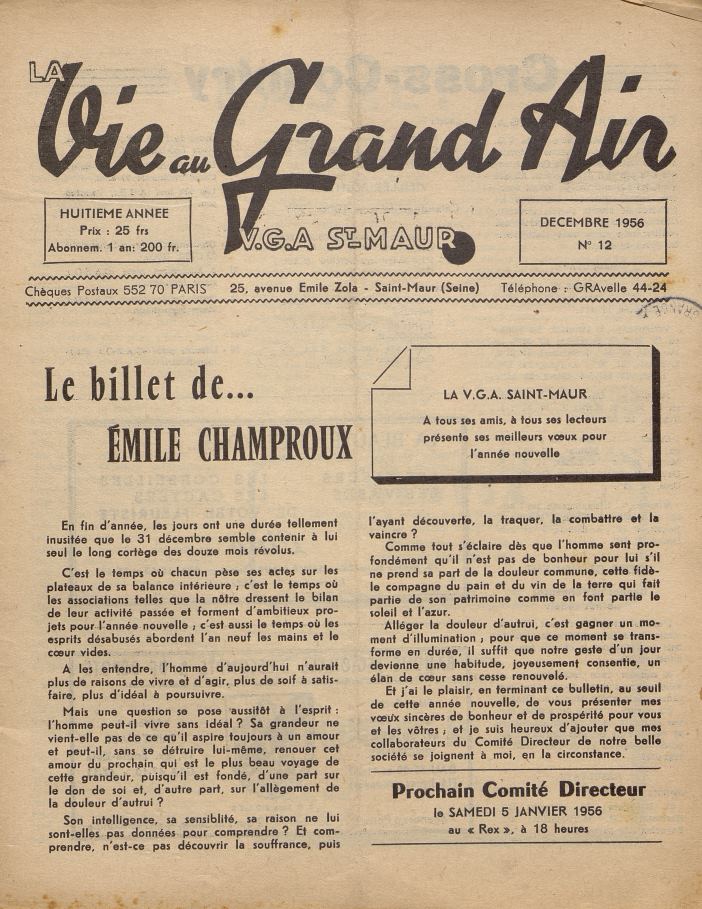 LA
Vie au Grand Air
V.G.A ST-MAUR
HUITIEME ANNEE
Prix : 25 frs
Abonnem. 1 an: 200 fr.
DECEMBRE 1956
N° 12
Chèques Postaux 552 70 PARIS 25, avenue Emile Zola - Saint-Maur (Seine) Téléphone : GRAvelle 44-24
Le billet de...
ÉMILE CHAMPROUX
LA V.G.A. SAINT-MAUR
A tous ses amis, à tous ses lecteurs
présente ses meilleurs vœux pour
l'année nouvelle
En fin d'année, les jours ont une durée tellement
inusitée que le 31 décembre semble contenir à lui
seul le long cortège des douze mois révolus.
C'est le temps où chacun pèse ses actes sur les
plateaux de sa balance intérieure ; c'est le temps où
les associations telles que la nôtre dressent le bilan
de leur activité passée et forment d'ambitieux pro-
jets pour l'année nouvelle ; c'est aussi le temps où les
esprits désabusés abordent l'an neuf les mains et le
cœur vides.
A les entendre, l'homme d'aujourd'hui n'aurait
plus de raisons de vivre et d'agir, plus de soif à satis-
faire, plus d'idéal à poursuivre.
Mais une question se pose aussitôt à l'esprit :
l'homme peut-il vivre sans idéal ? Sa grandeur ne
vient-elle pas de ce qu'il aspire toujours à un amour
et peut-il, sans se détruire lui-même, renouer cet
amour du prochain qui est le plus beau voyage de
cette grandeur, puisqu'il est fondé, d'une part sur
le don de soi et, d'autre part, sur l'allégement de
la douleur d'autrui ?
Son intelligence, sa sensiblité, sa raison ne lui
sont-elles pas données pour comprendre ? Et com-
prendre, n'est-ce pas découvrir la souffrance, puis
l'ayant découverte, la traquer, la combattre et la
vaincre ?
Comme tout s'éclaire dès que l'homme sent pro-
fondément qu'il n'est pas de bonheur pour lui s'il
ne prend sa part de la douleur commune, cette fidè-
le compagne du pain et du vin de la terre qui fait
partie de son patrimoine comme en font partie le
soleil et l'azur.
Alléger la douleur d'autrui, c'est gagner un mo-
ment d'illumination ; pour que ce moment se trans-
forme en durée, il suffit que notre geste d'un jour
devienne une habitude, joyeusement consentie, un
élan de cœur sans cesse renouvelé.
Et j'ai le plaisir, en terminant ce bulletin, au seuil
de cette année nouvelle, de vous présenter mes
vœux sincères de bonheur et de prospérité pour vous
et les vôtres ; et je suis heureux d'ajouter que mes
collaborateurs du Comité Directeur de notre belle
société se joignent à moi, en la circonstance.
Prochain Comité Directeur
le SAMEDI 5 JANVIER 1956
au « Rex », à 18 heures